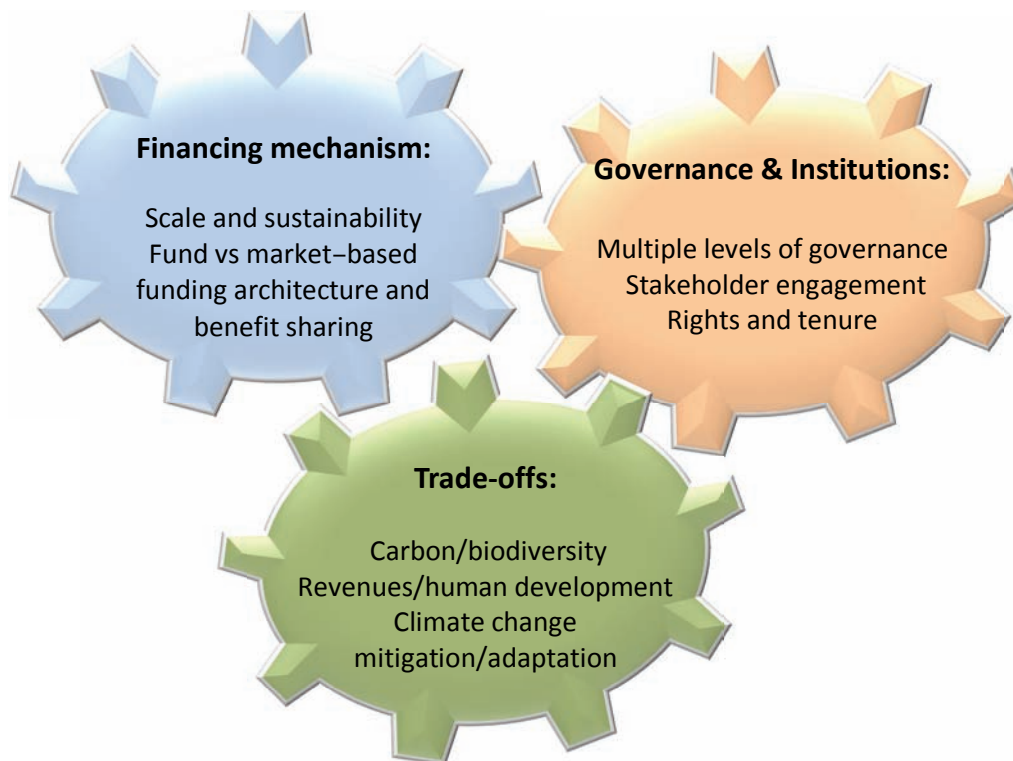 Financing mechanism:
Scale and sustainability
Fund vs market–based
funding architecture and
benefit sharing
Governance & Institutions:
Multiple levels of governance
Stakeholder engagement
Rights and tenure
Trade-offs:
Carbon/biodiversity
Revenues/human development
Climate change
mitigation/adaptation